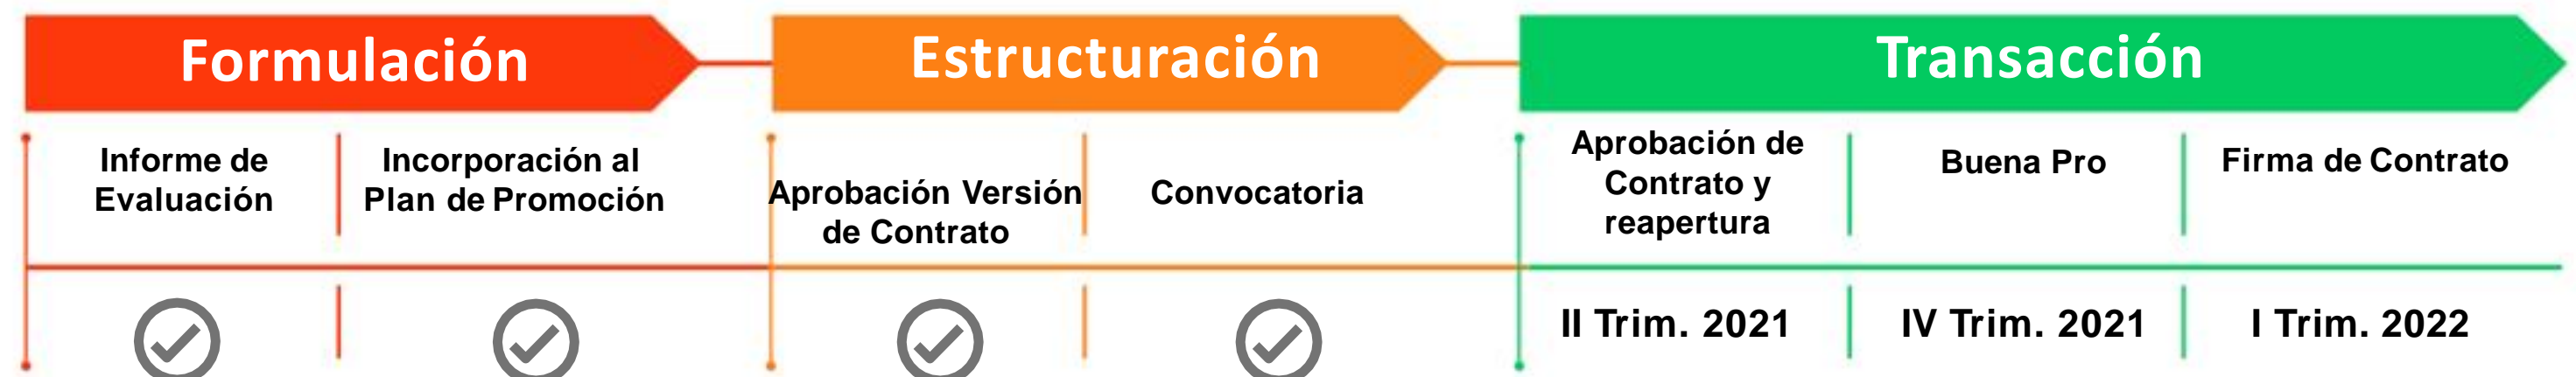 Formulación
Estructuración
Transacción
Informe de
Evaluación
Incorporación al
Plan de Promoción
Aprobación Versión
de Contrato
Convocatoria
Aprobación de
Contrato y
reapertura
Buena Pro
Firma de Contrato
II Trim. 2021
IV Trim. 2021
I Trim. 2022